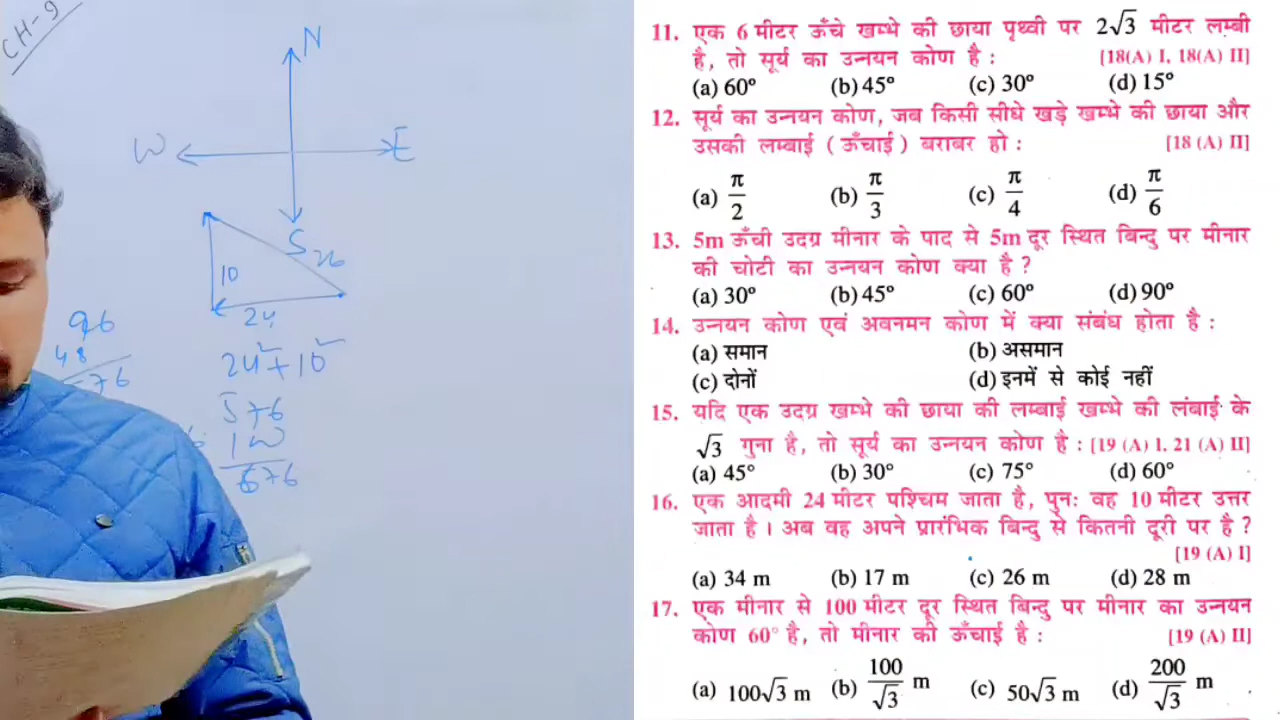 CH-9
N
W
E
S
10
26
24
96
48
576
24²+10²
576
100
676
11. एक 6 मीटर ऊँचे खम्भे की छाया पृथ्वी पर 2√3 मीटर लम्बी
है, तो सूर्य का उन्नयन कोण है : [18(A) I, 18(A) II]
(a) 60° (b) 45° (c) 30° (d) 15°
12. सूर्य का उन्नयन कोण, जब किसी सीधे खड़े खम्भे की छाया और
उसकी लम्बाई ( ऊँचाई ) बराबर हो : [18 (A) II]
(a) π/2 (b) π/3 (c) π/4 (d) π/6
13. 5m ऊँची उदग्र मीनार के पाद से 5m दूर स्थित बिन्दु पर मीनार
की चोटी का उन्नयन कोण क्या है ?
(a) 30° (b) 45° (c) 60° (d) 90°
14. उन्नयन कोण एवं अवनमन कोण में क्या संबंध होता है :
(a) समान (b) असमान
(c) दोनों (d) इनमें से कोई नहीं
15. यदि एक उदग्र खम्भे की छाया की लम्बाई खम्भे की लंबाई के
√3 गुना है, तो सूर्य का उन्नयन कोण है : [19 (A) I, 21 (A) II]
(a) 45° (b) 30° (c) 75° (d) 60°
16. एक आदमी 24 मीटर पश्चिम जाता है, पुनः वह 10 मीटर उत्तर
जाता है। अब वह अपने प्रारंभिक बिन्दु से कितनी दूरी पर है ?
[19 (A) I]
(a) 34 m (b) 17 m (c) 26 m (d) 28 m
17. एक मीनार से 100 मीटर दूर स्थित बिन्दु पर मीनार का उन्नयन
कोण 60° है, तो मीनार की ऊँचाई है : [19 (A) II]
(a) 100√3 m (b) 100/√3 m (c) 50√3 m (d) 200/√3 m